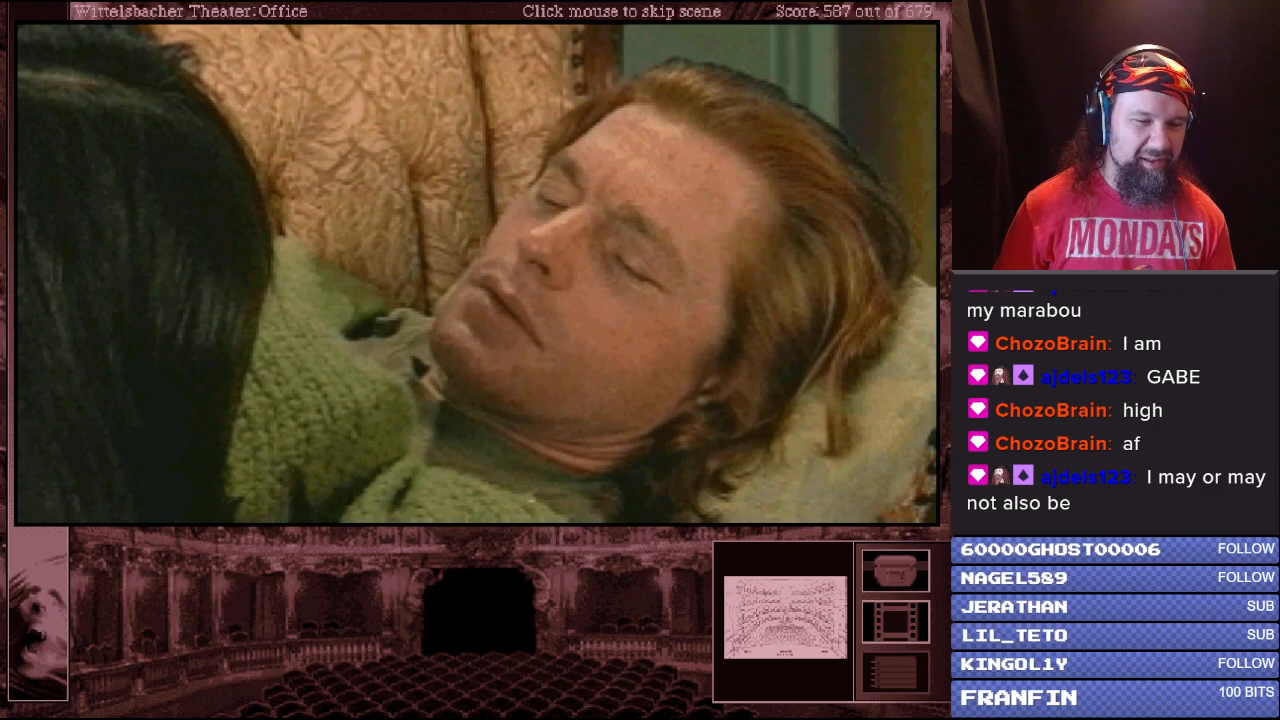 Wittelsbacher Theater: Office
Click mouse to skip scene
Score: 587 out of 679
MONDAYS
my marabou
ChozoBrain: I am
ajdels123: GABE
ChozoBrain: high
ChozoBrain: af
ajdels123: I may or may
not also be
60000GHOST00006 FOLLOW
NAGEL589 FOLLOW
JERATHAN SUB
LIL_TETO SUB
KINGOL1Y FOLLOW
FRANFIN 100 BITS